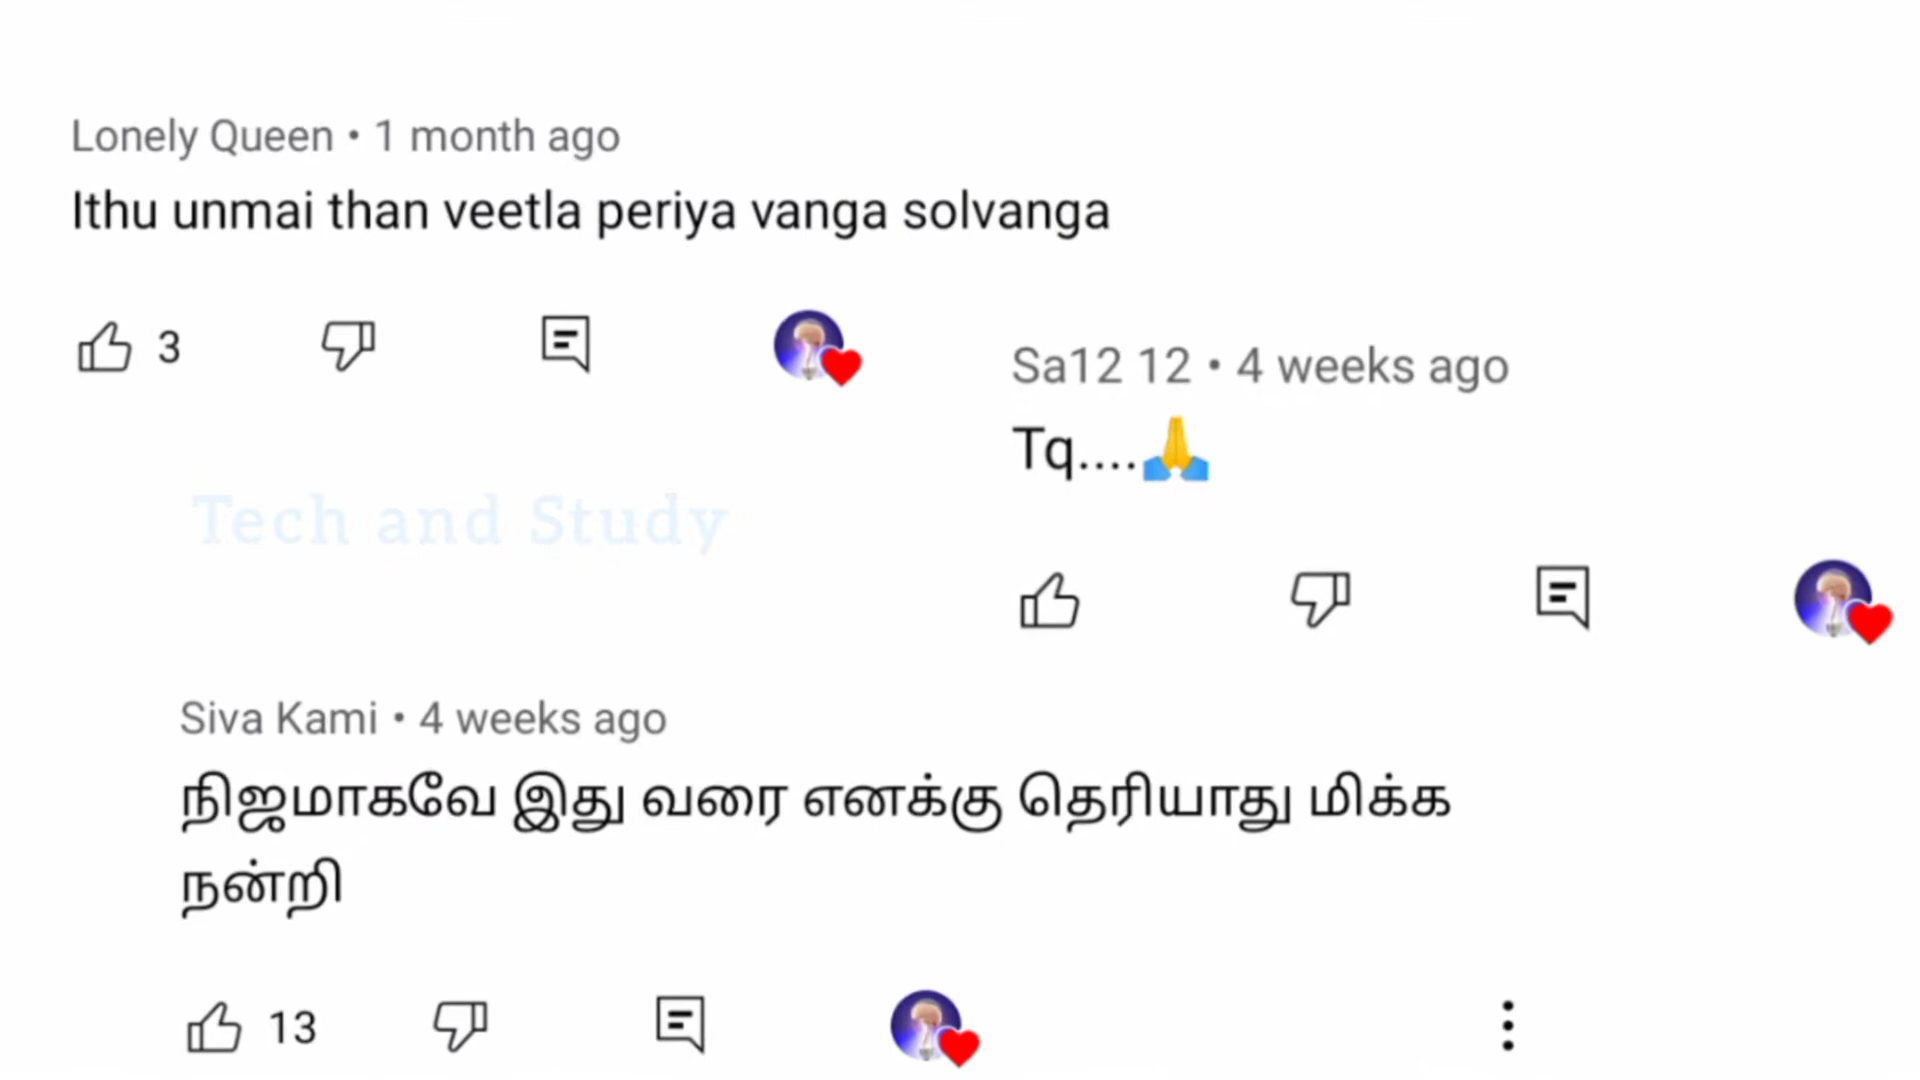 Lonely Queen • 1 month ago
Ithu unmai than veetla periya vanga solvanga
3
Sa12 12 • 4 weeks ago
Tq....🙏
Tech and Study
Siva Kami • 4 weeks ago
நிஜமாகவே இது வரை எனக்கு தெரியாது மிக்க
நன்றி
13